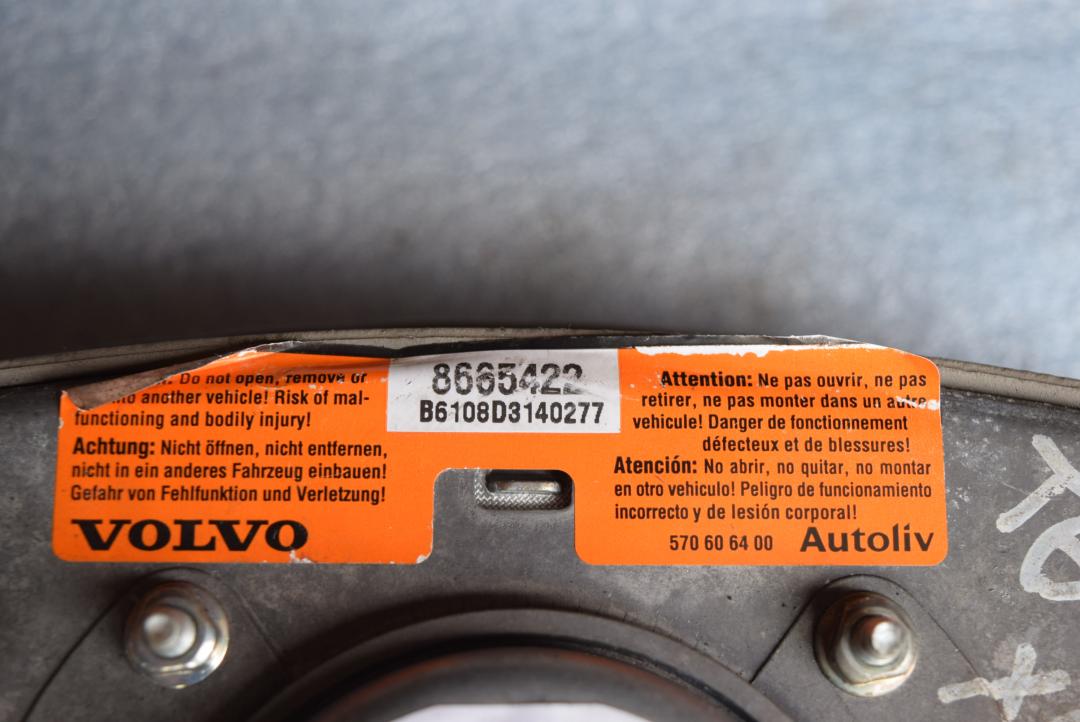 Do not open, remove or
another vehicle! Risk of mal-
functioning and bodily injury!
Achtung: Nicht öffnen, nicht entfernen,
nicht in ein anderes Fahrzeug einbauen!
Gefahr von Fehlfunktion und Verletzung!
VOLVO
8665422
B6108D3140277
Attention: Ne pas ouvrir, ne pas
retirer, ne pas monter dans un autre
vehicule! Danger de fonctionnement
défecteux et de blessures!
Atención: No abrir, no quitar, no montar
en otro vehiculo! Peligro de funcionamiento
incorrecto y de lesión corporal!
570 60 64 00 Autoliv